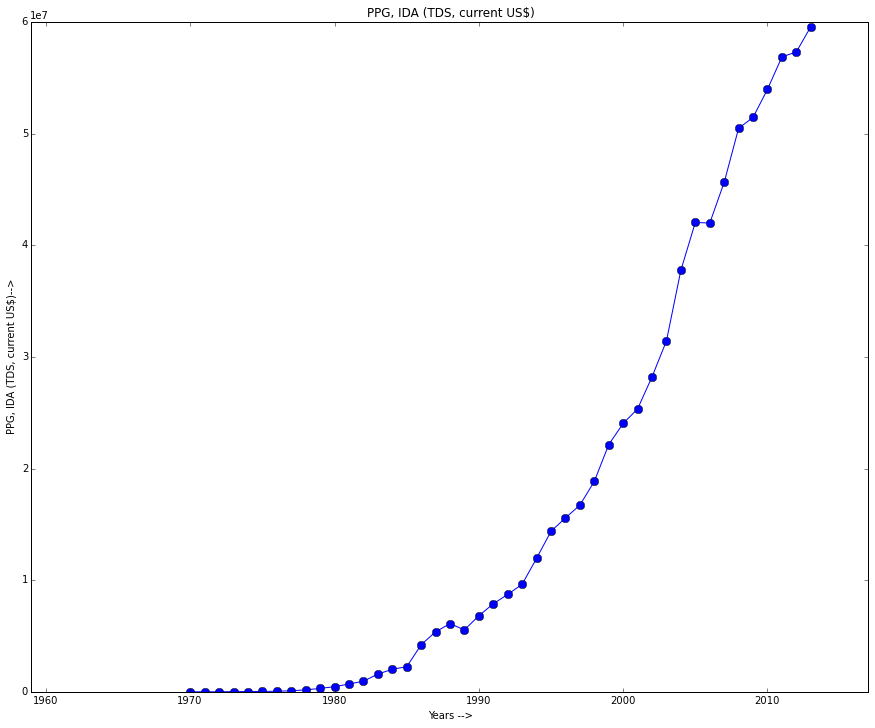 PPG, IDA (TDS, current US$)
1e7
6
5
4
3
2
1
0
PPG, IDA (TDS, current US$)-->
1960 1970 1980 1990 2000 2010
Years -->